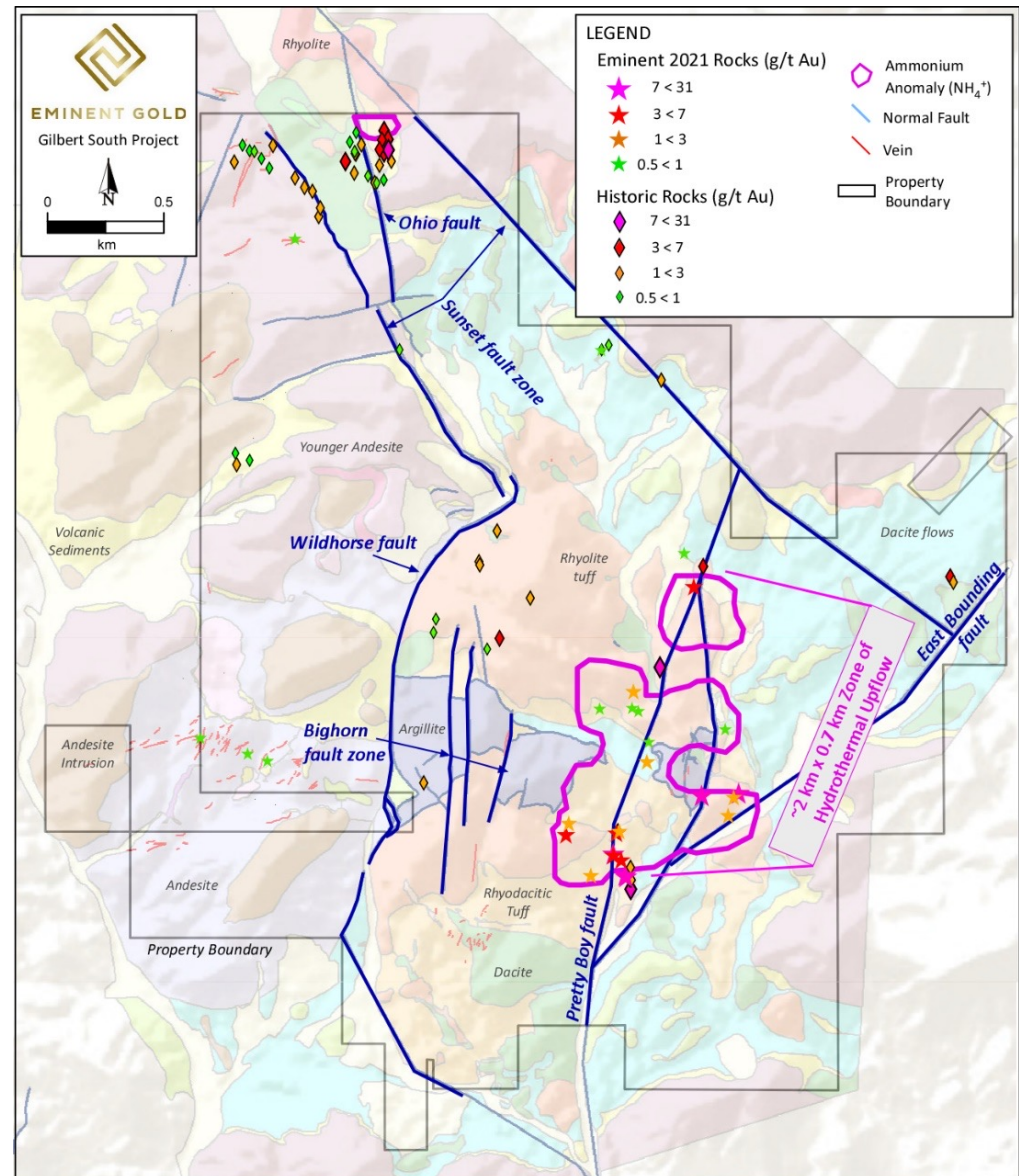 EMINENT GOLD
Gilbert South Project
N
0 0.5
km
LEGEND
Eminent 2021 Rocks (g/t Au)
7 < 31
3 < 7
1 < 3
0.5 < 1
Historic Rocks (g/t Au)
7 < 31
3 < 7
1 < 3
0.5 < 1
Ammonium
Anomaly (NH₄⁺)
Normal Fault
Vein
Property
Boundary
Rhyolite
Ohio fault
Sunset fault zone
Younger Andesite
Volcanic
Sediments
Wildhorse fault
Rhyolite
tuff
Dacite flows
East Bounding
fault
~2 km x 0.7 km Zone of
Hydrothermal Upflow
Andesite
Intrusion
Bighorn
fault zone
Argillite
Andesite
Property Boundary
Rhyodacitic
Tuff
Dacite
Pretty Boy fault